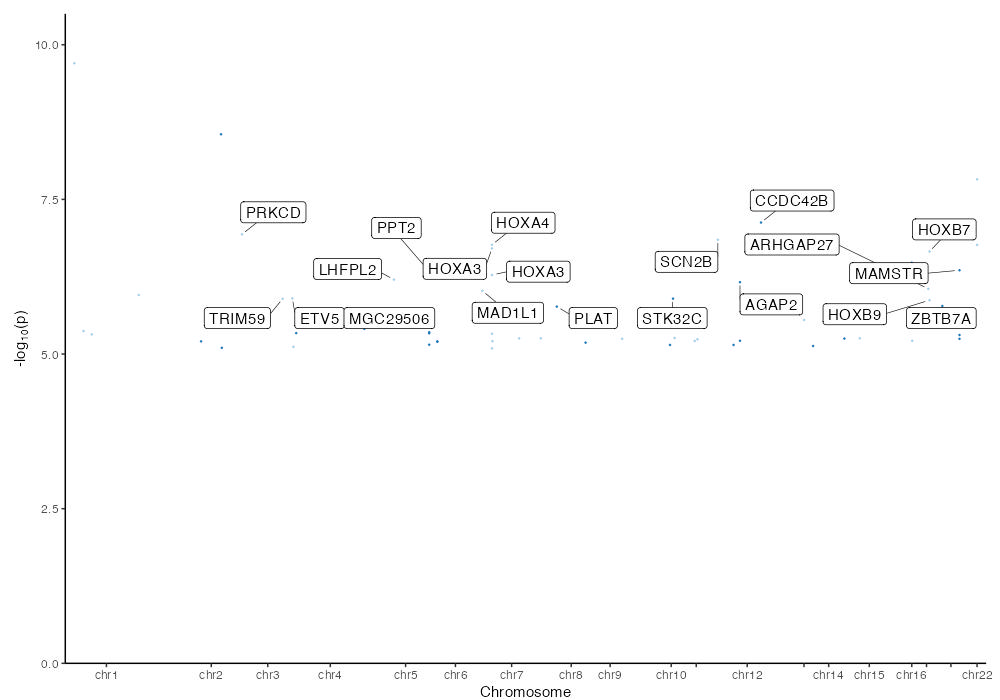 10.0
7.5
5.0
2.5
0.0
-log10(p)
PRKCD
PPT2
HOXA4
CCDC42B
HOXB7
ARHGAP27
LHFPL2
HOXA3
HOXA3
SCN2B
MAMSTR
TRIM59
ETV5
MGC29506
MAD1L1
PLAT
STK32C
AGAP2
HOXB9
ZBTB7A
chr1 chr2 chr3 chr4 chr5 chr6 chr7 chr8 chr9 chr10 chr12 chr14 chr15 chr16 chr22
Chromosome